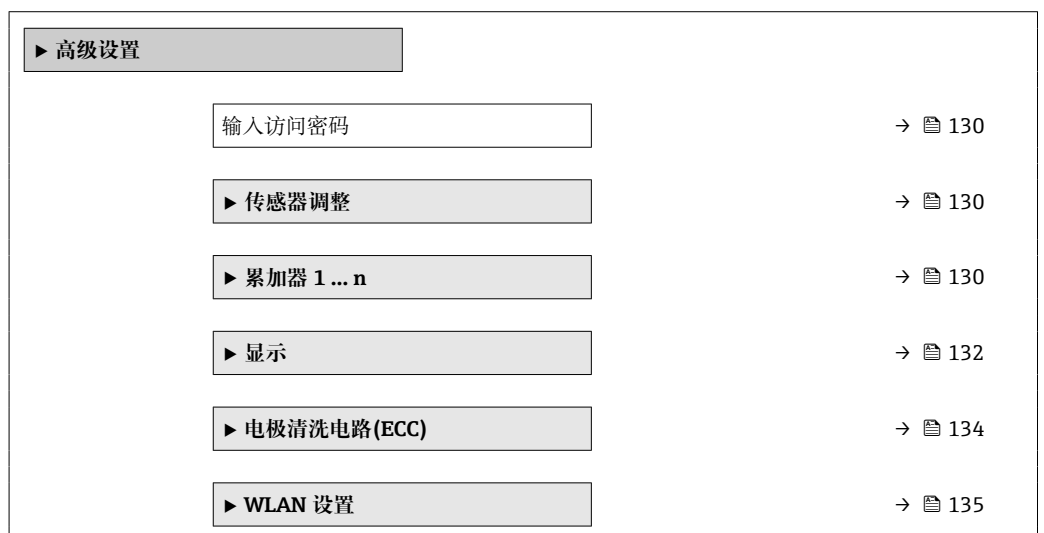 ▶ 高级设置
输入访问密码 → 🖹 130
▶ 传感器调整 → 🖹 130
▶ 累加器 1 … n → 🖹 130
▶ 显示 → 🖹 132
▶ 电极清洗电路(ECC) → 🖹 134
▶ WLAN 设置 → 🖹 135